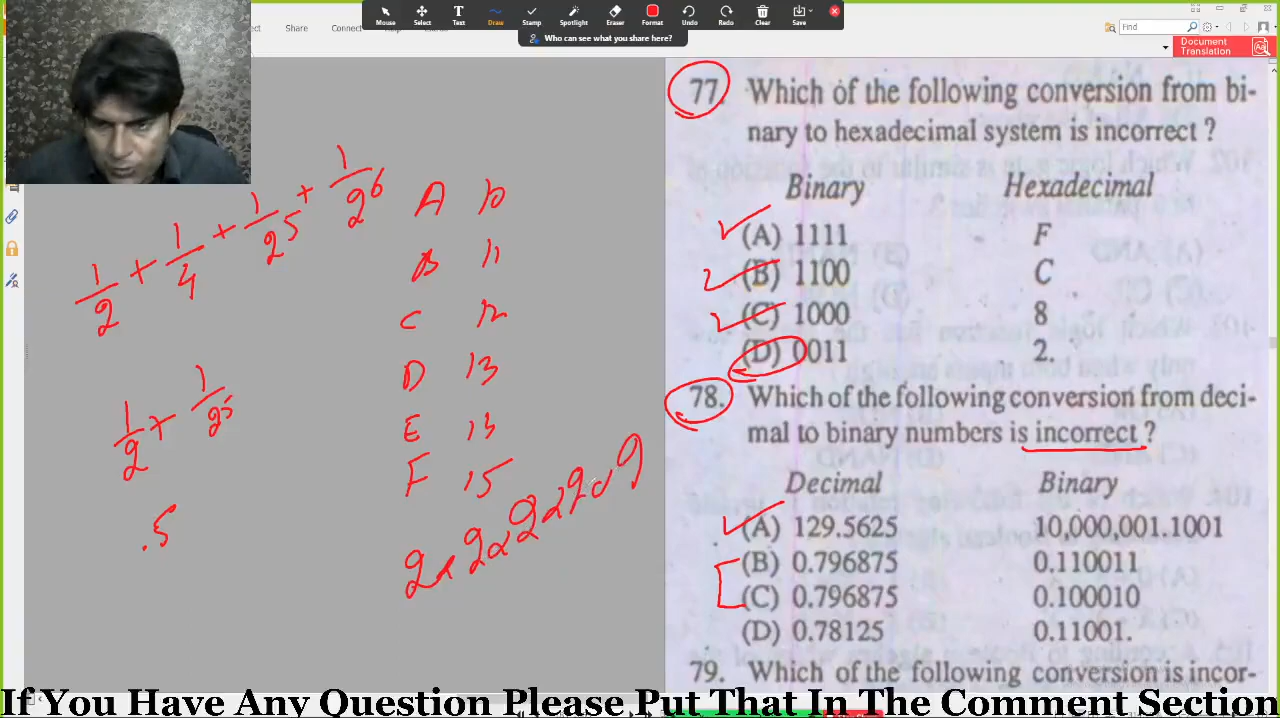 Mouse Select Text Draw Stamp Spotlight Eraser Format Undo Redo Clear Save
Who can see what you share here?
Share Connect Find
Document
Translation
77. Which of the following conversion from bi-
nary to hexadecimal system is incorrect ?
Binary Hexadecimal
(A) 1111 F
(B) 1100 C
(C) 1000 8
(D) 0011 2.
78. Which of the following conversion from deci-
mal to binary numbers is incorrect ?
Decimal Binary
(A) 129.5625 10,000,001.1001
(B) 0.796875 0.110011
(C) 0.796875 0.100010
(D) 0.78125 0.11001.
79. Which of the following conversion is incor-
1/2 + 1/4 + 1/2^5 + 1/2^6
1/2 + 1/2^5
.5
A 10
B 11
C 12
D 13
E 13
F 15
2x2x2x2x2
If You Have Any Question Please Put That In The Comment Section